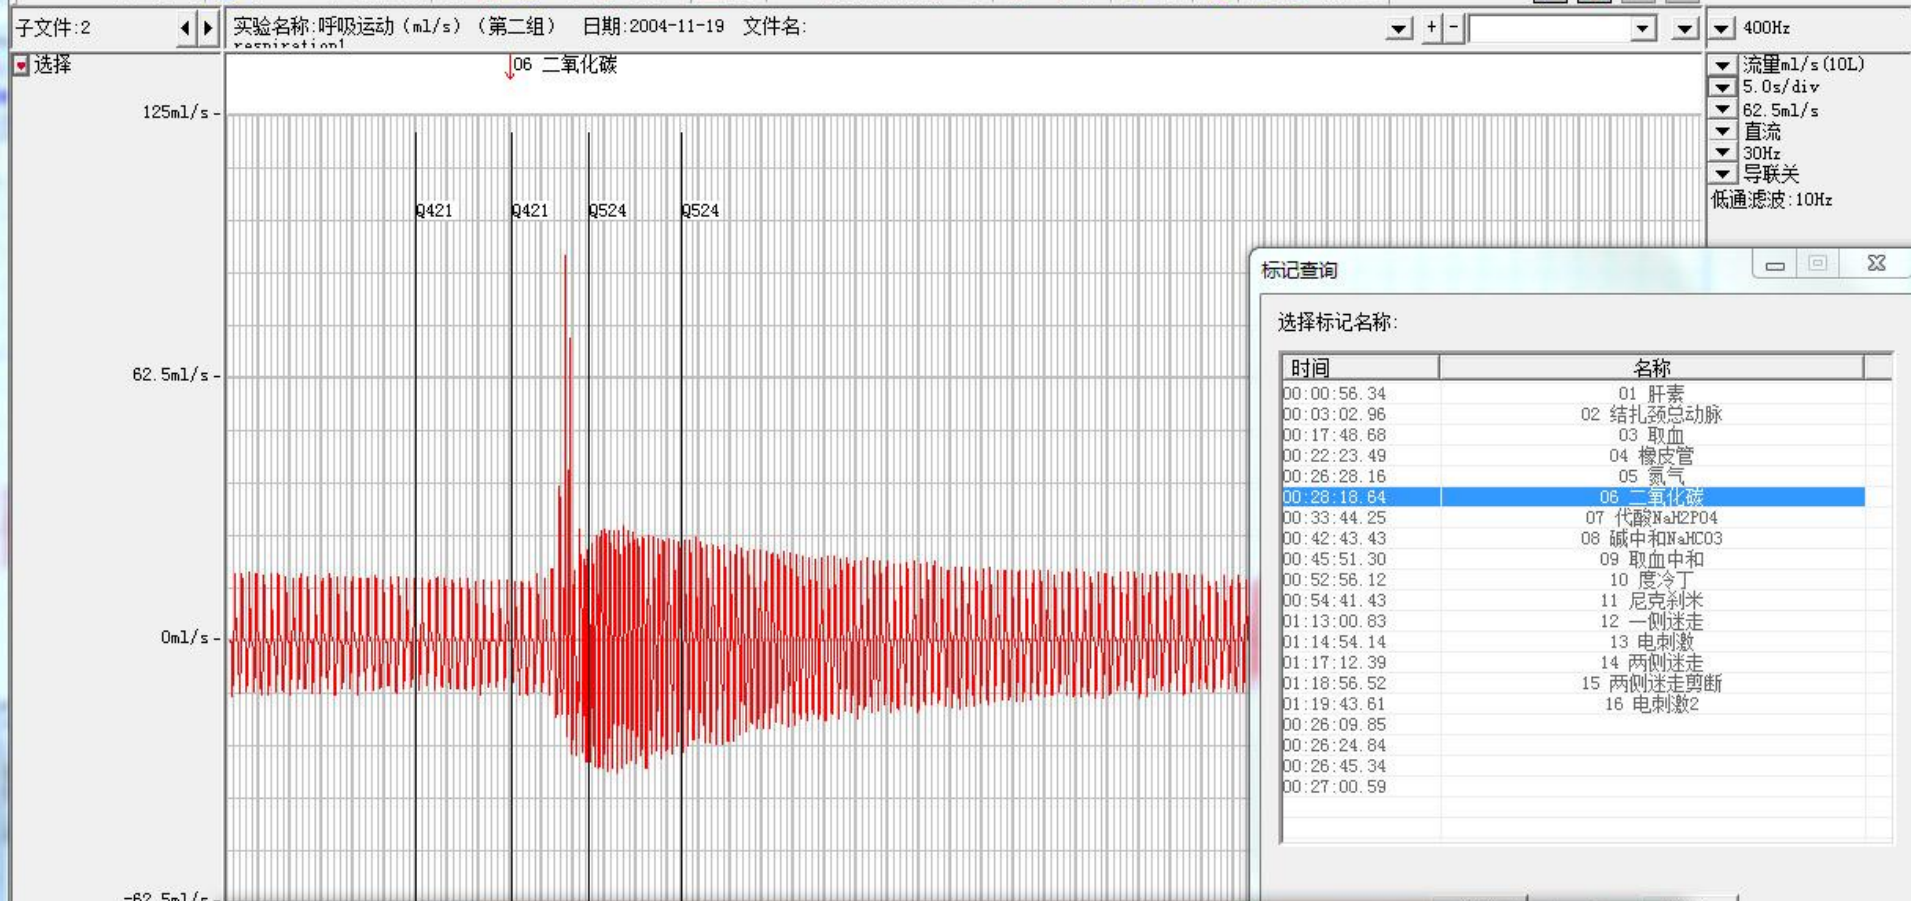 子文件:2
实验名称:呼吸运动(ml/s)(第二组) 日期:2004-11-19 文件名:
respiration1
+ -
400Hz
选择
06 二氧化碳
125ml/s
62.5ml/s
0ml/s
-62.5ml/s
Q421 Q421 Q524 Q524
流量ml/s(10L)
5.0s/div
62.5ml/s
直流
30Hz
导联关
低通滤波:10Hz
标记查询
选择标记名称:
时间 名称
00:00:56.34 01 肝素
00:03:02.96 02 结扎颈总动脉
00:17:48.68 03 取血
00:22:23.49 04 橡皮管
00:26:28.16 05 氮气
00:28:18.64 06 二氧化碳
00:33:44.25 07 代酸NaH2PO4
00:42:43.43 08 碱中和NaHCO3
00:45:51.30 09 取血中和
00:52:56.12 10 度冷丁
00:54:41.43 11 尼克刹米
01:13:00.83 12 一侧迷走
01:14:54.14 13 电刺激
01:17:12.39 14 两侧迷走
01:18:56.52 15 两侧迷走剪断
01:19:43.61 16 电刺激2
00:26:09.85
00:26:24.84
00:26:45.34
00:27:00.59